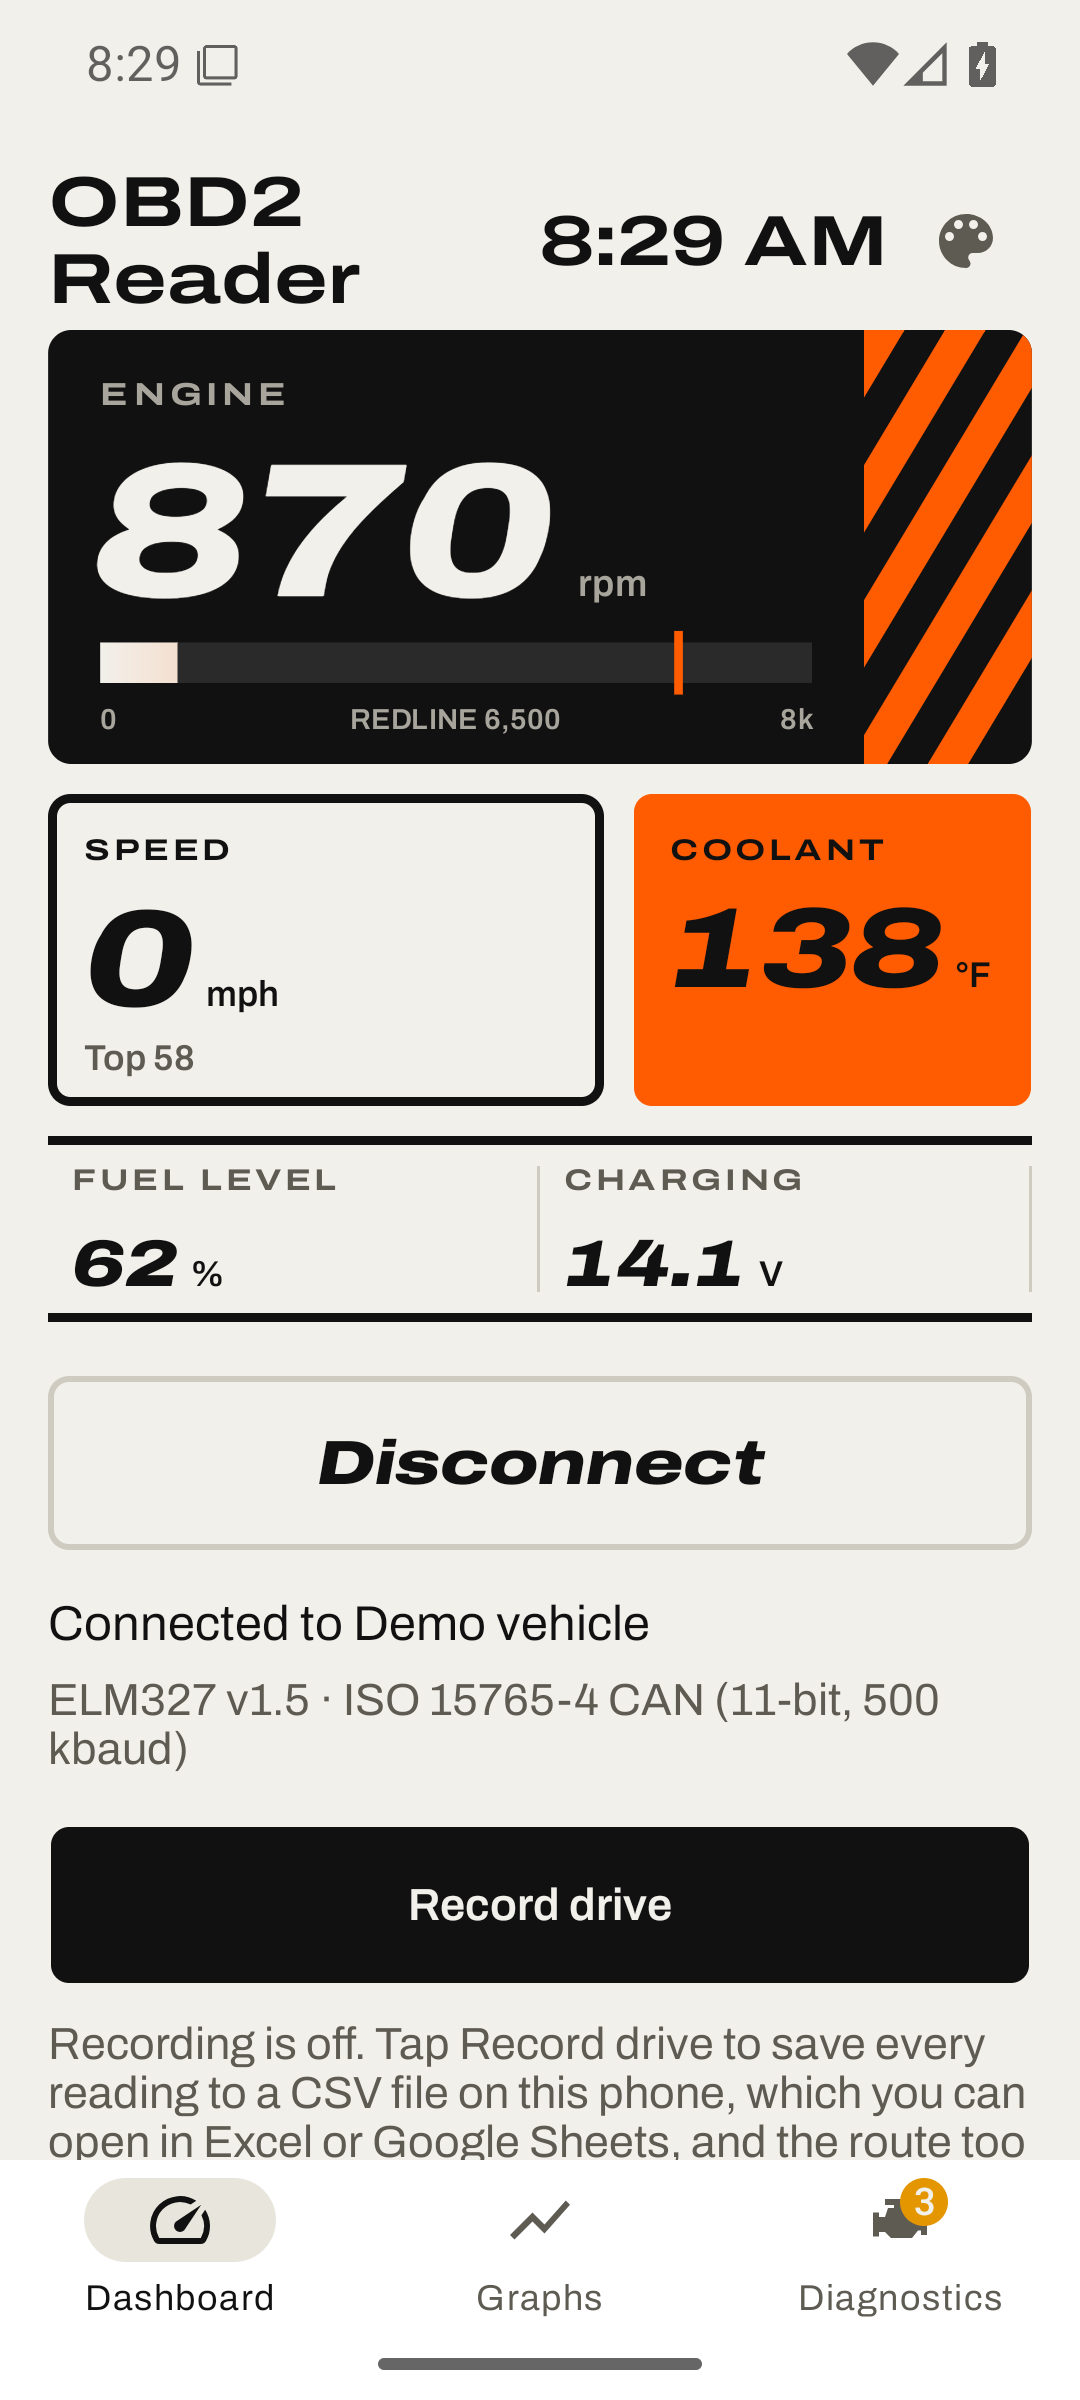 8:29
OBD2
Reader
8:29 AM
ENGINE
870 rpm
0 REDLINE 6,500 8k
SPEED
0 mph
Top 58
COOLANT
138 °F
FUEL LEVEL
62 %
CHARGING
14.1 V
Disconnect
Connected to Demo vehicle
ELM327 v1.5 · ISO 15765-4 CAN (11-bit, 500
kbaud)
Record drive
Recording is off. Tap Record drive to save every
reading to a CSV file on this phone, which you can
open in Excel or Google Sheets, and the route too
3
Dashboard
Graphs
Diagnostics